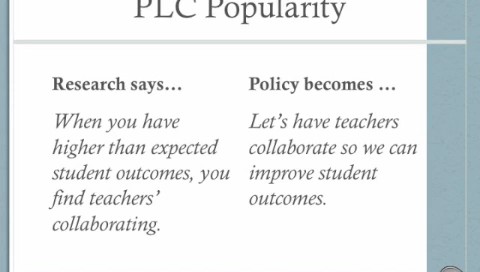 PLC Popularity
Research says...
When you have
higher than expected
student outcomes, you
find teachers'
collaborating.
Policy becomes ...
Let's have teachers
collaborate so we can
improve student
outcomes.